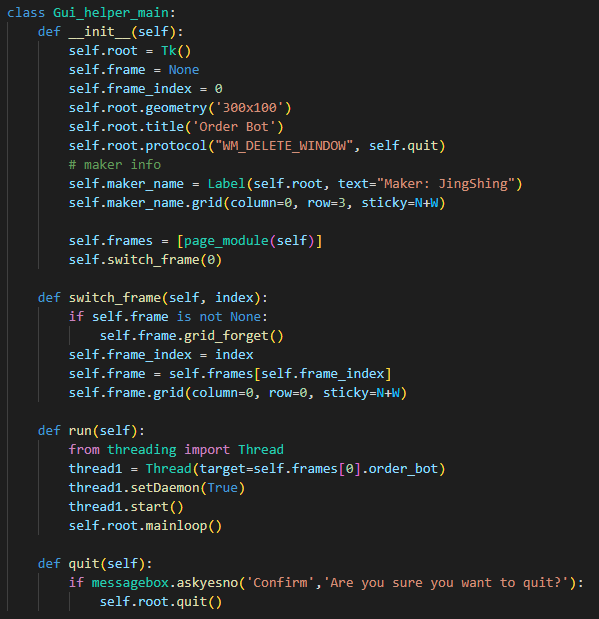 class Gui_helper_main:
    def __init__(self):
        self.root = Tk()
        self.frame = None
        self.frame_index = 0
        self.root.geometry('300x100')
        self.root.title('Order Bot')
        self.root.protocol("WM_DELETE_WINDOW", self.quit)
        # maker info
        self.maker_name = Label(self.root, text="Maker: JingShing")
        self.maker_name.grid(column=0, row=3, sticky=N+W)

        self.frames = [page_module(self)]
        self.switch_frame(0)

    def switch_frame(self, index):
        if self.frame is not None:
            self.frame.grid_forget()
        self.frame_index = index
        self.frame = self.frames[self.frame_index]
        self.frame.grid(column=0, row=0, sticky=N+W)

    def run(self):
        from threading import Thread
        thread1 = Thread(target=self.frames[0].order_bot)
        thread1.setDaemon(True)
        thread1.start()
        self.root.mainloop()

    def quit(self):
        if messagebox.askyesno('Confirm','Are you sure you want to quit?'):
            self.root.quit()